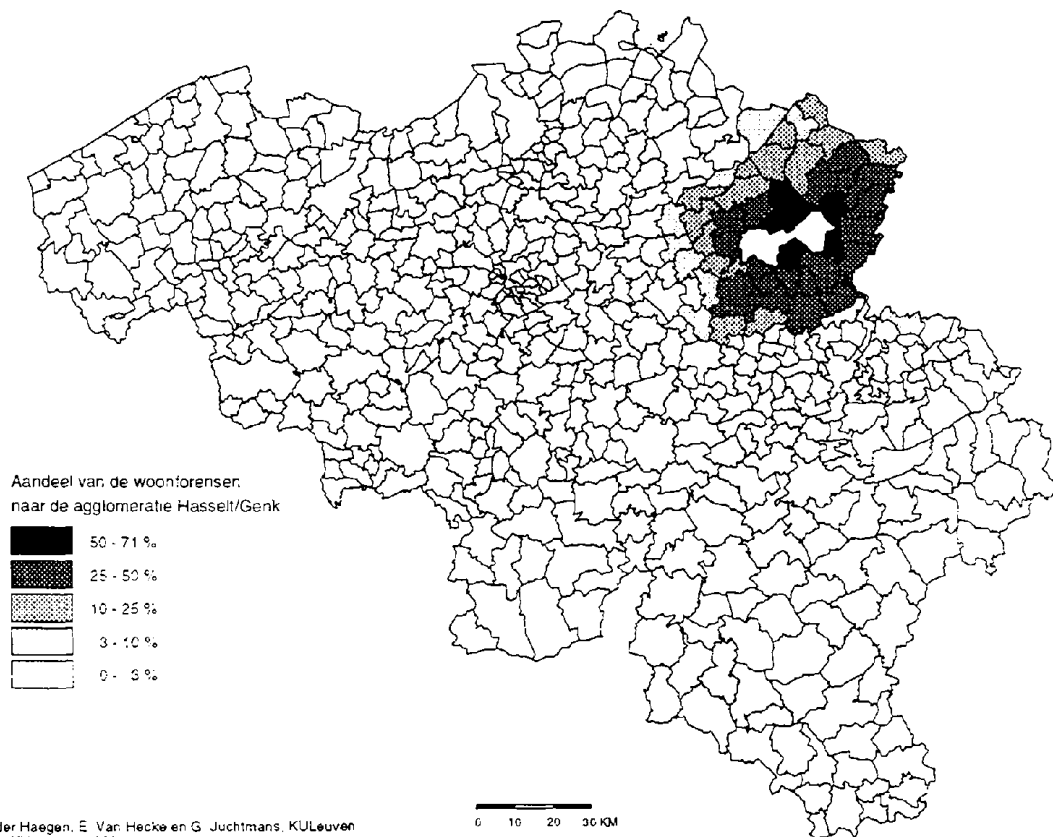 Aandeel van de woonforensen
naar de agglomeratie Hasselt/Genk
50 - 71 %
25 - 50 %
10 - 25 %
3 - 10 %
0 - 3 %
0 10 20 30 KM
der Haegen, E. Van Hecke en G. Juchtmans, KULeuven